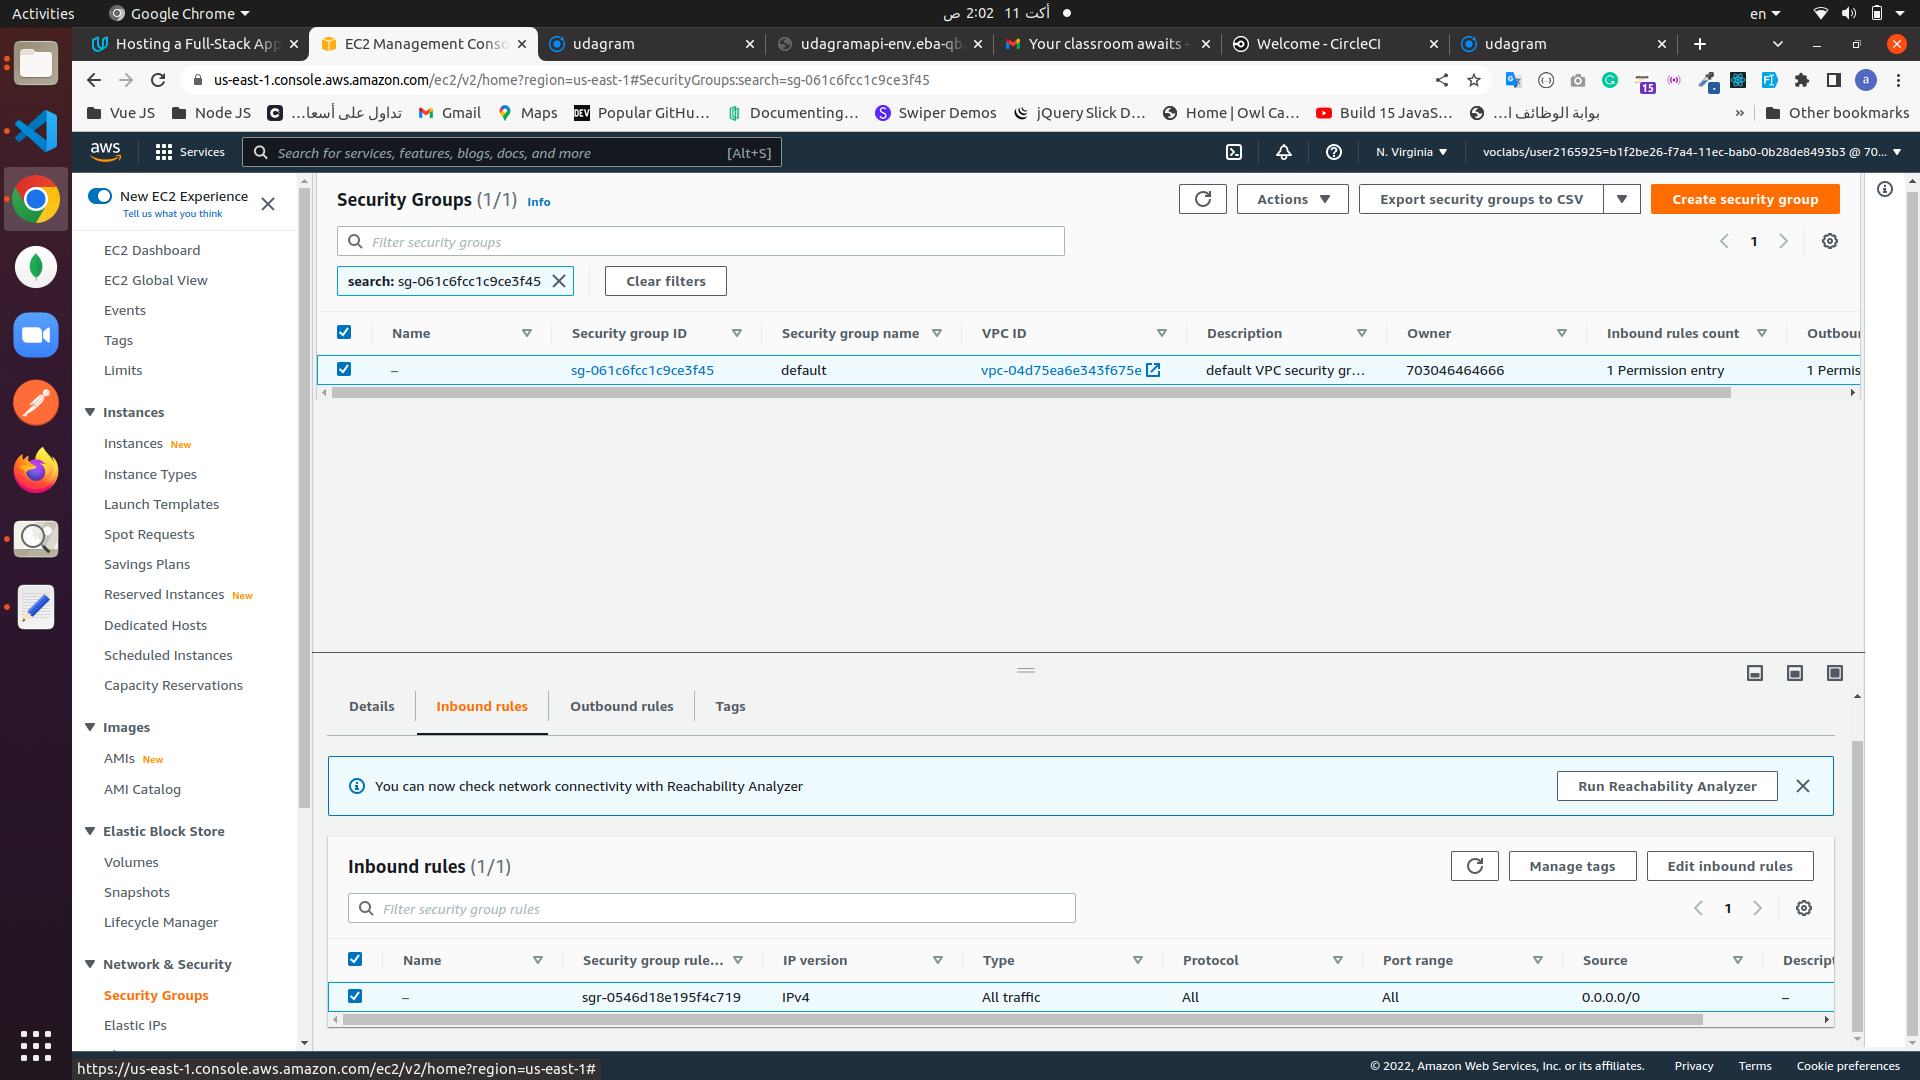 Activities
Google Chrome
11 أكت 2:02 ص
en
Hosting a Full-Stack App
EC2 Management Conso
udagram
udagramapi-env.eba-qb
Your classroom awaits -
Welcome - CircleCI
udagram
us-east-1.console.aws.amazon.com/ec2/v2/home?region=us-east-1#SecurityGroups:search=sg-061c6fcc1c9ce3f45
15
a
Vue JS
Node JS
تداول على أسعا...
Gmail
Maps
DEV
Popular GitHu...
Documenting...
Swiper Demos
jQuery Slick D...
Home | Owl Ca...
Build 15 JavaS...
بوابة الوظائف ا...
»
Other bookmarks
aws
Services
Search for services, features, blogs, docs, and more
[Alt+S]
N. Virginia
voclabs/user2165925=b1f2be26-f7a4-11ec-bab0-0b28de8493b3 @ 70...
New EC2 Experience
Tell us what you think
EC2 Dashboard
EC2 Global View
Events
Tags
Limits
Instances
Instances New
Instance Types
Launch Templates
Spot Requests
Savings Plans
Reserved Instances New
Dedicated Hosts
Scheduled Instances
Capacity Reservations
Images
AMIs New
AMI Catalog
Elastic Block Store
Volumes
Snapshots
Lifecycle Manager
Network & Security
Security Groups
Elastic IPs
Security Groups (1/1) Info
Actions
Export security groups to CSV
Create security group
Filter security groups
1
search: sg-061c6fcc1c9ce3f45
Clear filters
Name Security group ID Security group name VPC ID Description Owner Inbound rules count Outbour
– sg-061c6fcc1c9ce3f45 default vpc-04d75ea6e343f675e default VPC security gr... 703046464666 1 Permission entry 1 Permis
Details
Inbound rules
Outbound rules
Tags
You can now check network connectivity with Reachability Analyzer
Run Reachability Analyzer
Inbound rules (1/1)
Manage tags
Edit inbound rules
Filter security group rules
1
Name Security group rule... IP version Type Protocol Port range Source Descript
– sgr-0546d18e195f4c719 IPv4 All traffic All All 0.0.0.0/0 –
https://us-east-1.console.aws.amazon.com/ec2/v2/home?region=us-east-1#
© 2022, Amazon Web Services, Inc. or its affiliates.
Privacy
Terms
Cookie preferences